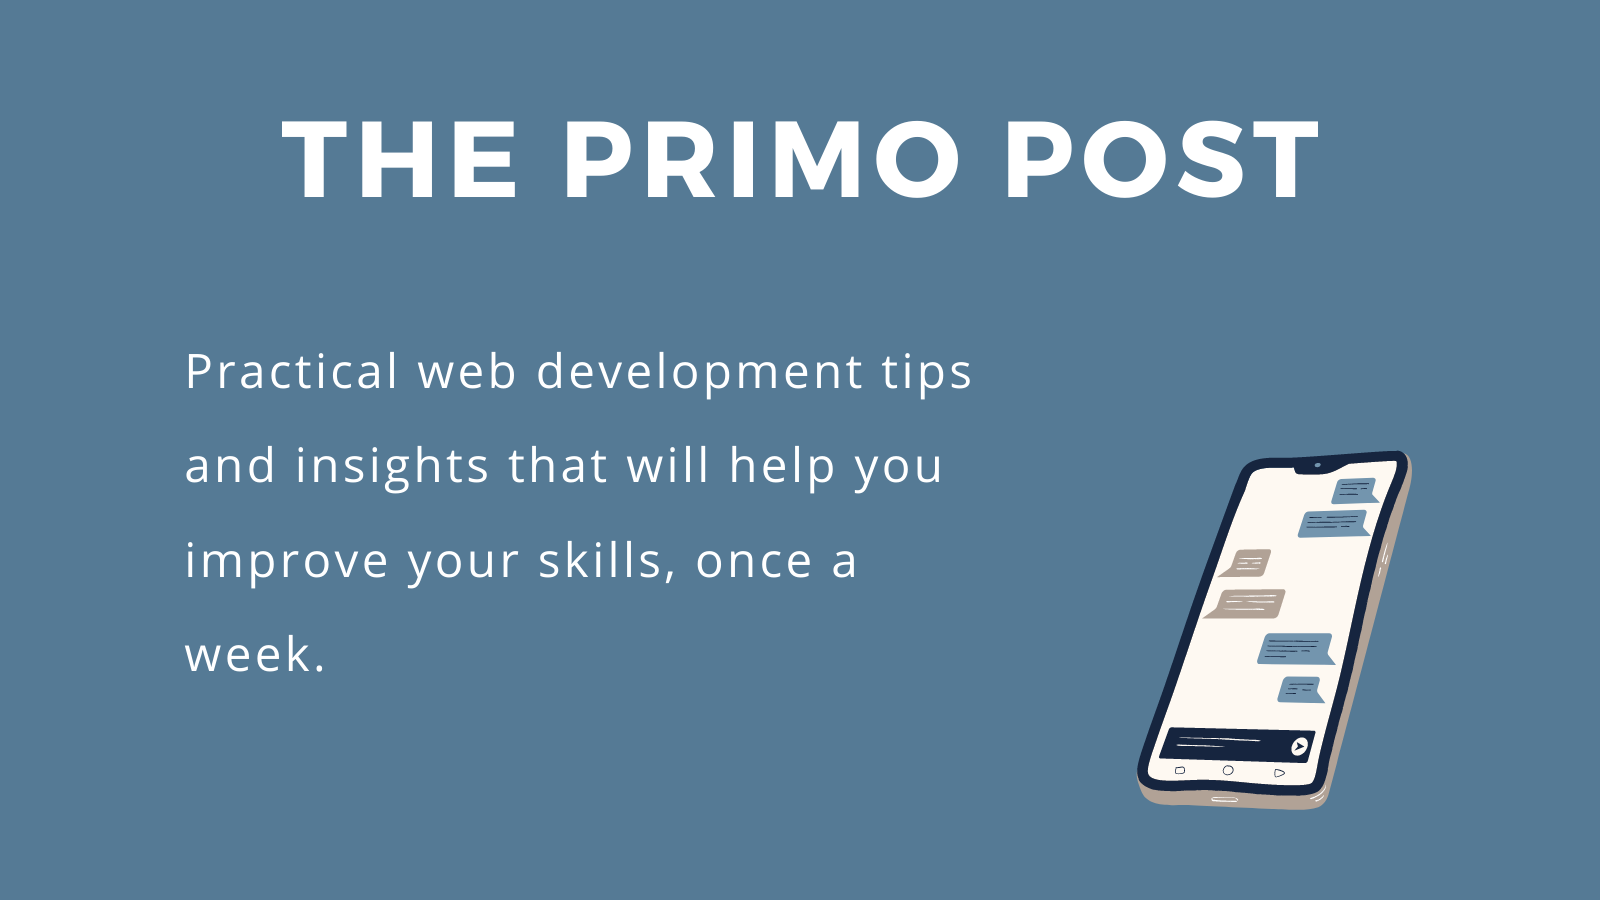 THE PRIMO POST
Practical web development tips
and insights that will help you
improve your skills, once a
week.